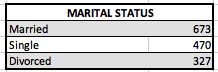 MARITAL STATUS
Married 673
Single 470
Divorced 327